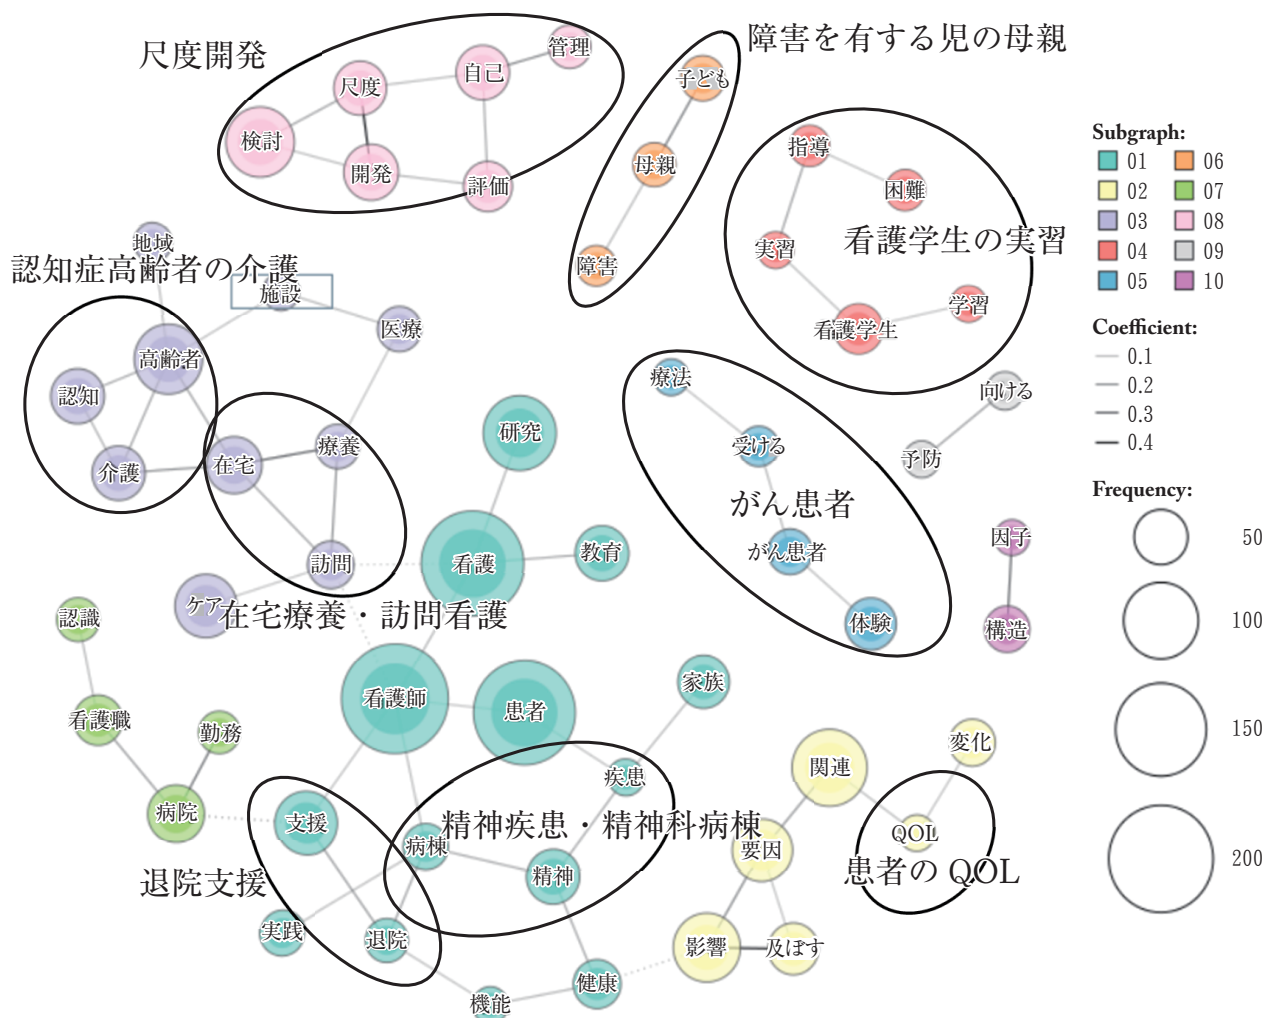 尺度開発
管理
自己
尺度
検討
開発
評価
障害を有する児の母親
子ども
母親
障害
指導
困難
実習
看護学生の実習
看護学生
学習
Subgraph:
01
02
03
04
05
06
07
08
09
10
Coefficient:
0.1
0.2
0.3
0.4
Frequency:
50
100
150
200
地域
認知症高齢者の介護
施設
医療
高齢者
認知
介護
在宅
療養
訪問
ケア
在宅療養・訪問看護
研究
看護
教育
療法
受ける
がん患者
がん患者
体験
向ける
予防
因子
構造
認識
看護職
勤務
病院
看護師
患者
家族
疾患
支援
病棟
精神疾患・精神科病棟
精神
退院支援
実践
退院
機能
健康
関連
変化
QOL
患者の QOL
要因
影響
及ぼす